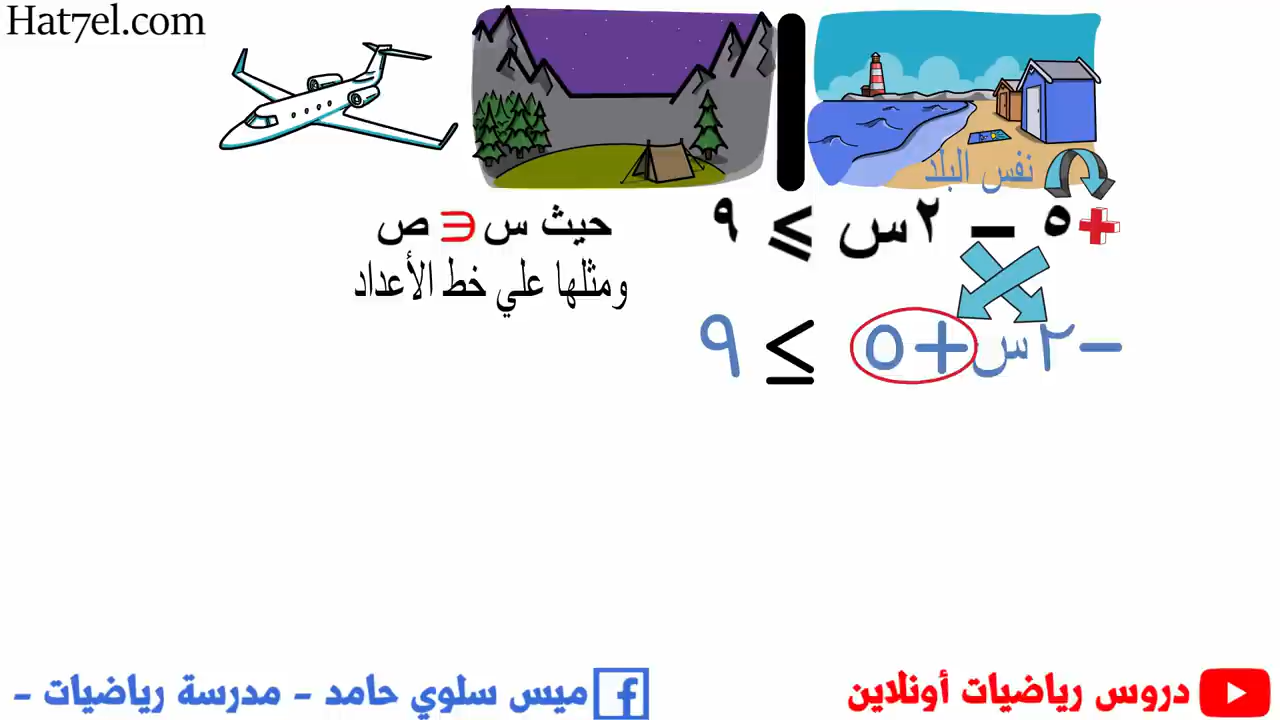 Hat7el.com
نفس البلد
+٥ − ٢س ≥ ٩ حيث س ∈ ص
ومثلها علي خط الأعداد
−٢س+٥ ≥ ٩
دروس رياضيات أونلاين ميس سلوي حامد - مدرسة رياضيات -